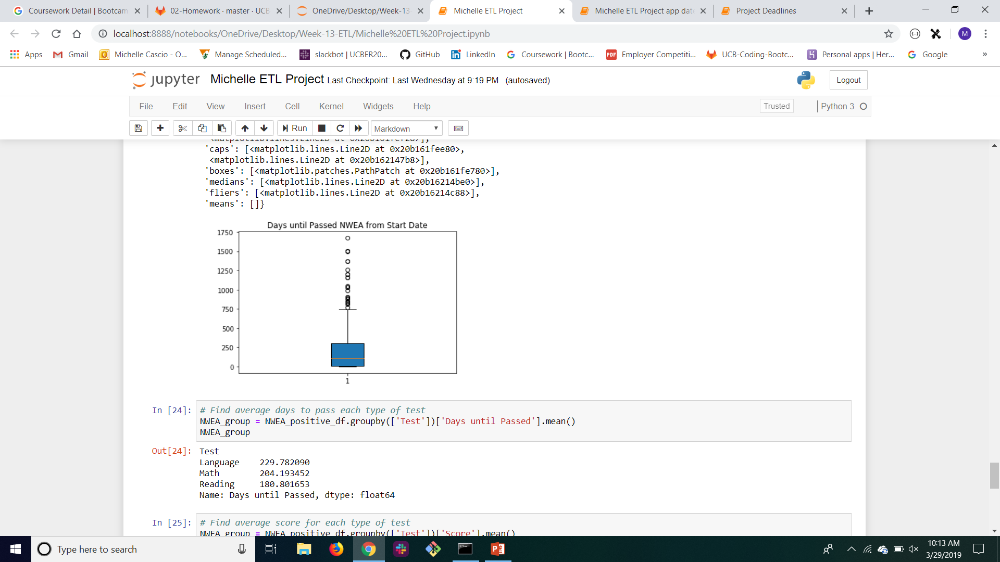 Coursework Detail | Bootcam
02-Homework · master · UCB
OneDrive/Desktop/Week-13-
Michelle ETL Project
Michelle ETL Project app date
Project Deadlines
localhost:8888/notebooks/OneDrive/Desktop/Week-13-ETL/Michelle%20ETL%20Project.ipynb
M
Apps
Gmail
Michelle Cascio - O...
Manage Scheduled...
slackbot | UCBER20...
GitHub
LinkedIn
Coursework | Bootc...
PDF
Employer Competiti...
UCB-Coding-Bootc...
Personal apps | Her...
Google
»
jupyter
Michelle ETL Project Last Checkpoint: Last Wednesday at 9:19 PM (autosaved)
Logout
File Edit View Insert Cell Kernel Widgets Help
Trusted
Python 3
Run
Markdown
'caps': [<matplotlib.lines.Line2D at 0x20b161fee80>,
<matplotlib.lines.Line2D at 0x20b162147b8>],
'boxes': [<matplotlib.patches.PathPatch at 0x20b161fe780>],
'medians': [<matplotlib.lines.Line2D at 0x20b16214be0>],
'fliers': [<matplotlib.lines.Line2D at 0x20b16214c88>],
'means': []}
Days until Passed NWEA from Start Date
1750
1500
1250
1000
750
500
250
0
1
In [24]: # Find average days to pass each type of test
NWEA_group = NWEA_positive_df.groupby(['Test'])['Days until Passed'].mean()
NWEA_group
Out[24]: Test
Language 229.782090
Math 204.193452
Reading 180.801653
Name: Days until Passed, dtype: float64
In [25]: # Find average score for each type of test
NWEA_group = NWEA_positive_df.groupby(['Test'])['Score'].mean()
Type here to search
10:13 AM
3/29/2019